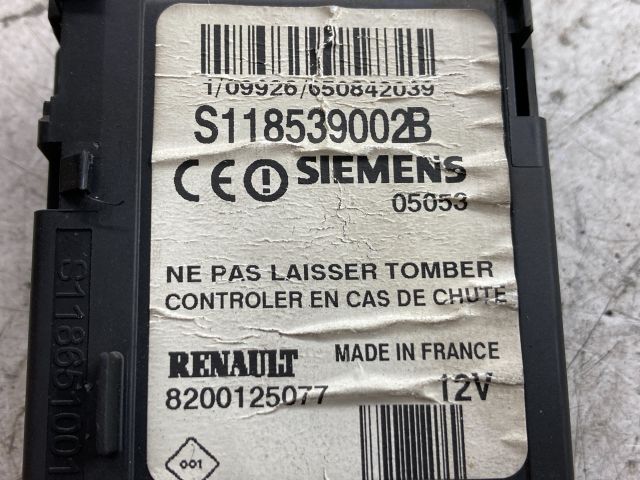 1/09926/650842039
S118539002B
CE SIEMENS
05053
NE PAS LAISSER TOMBER
CONTROLER EN CAS DE CHUTE
RENAULT MADE IN FRANCE
8200125077 12V
001
S118651001